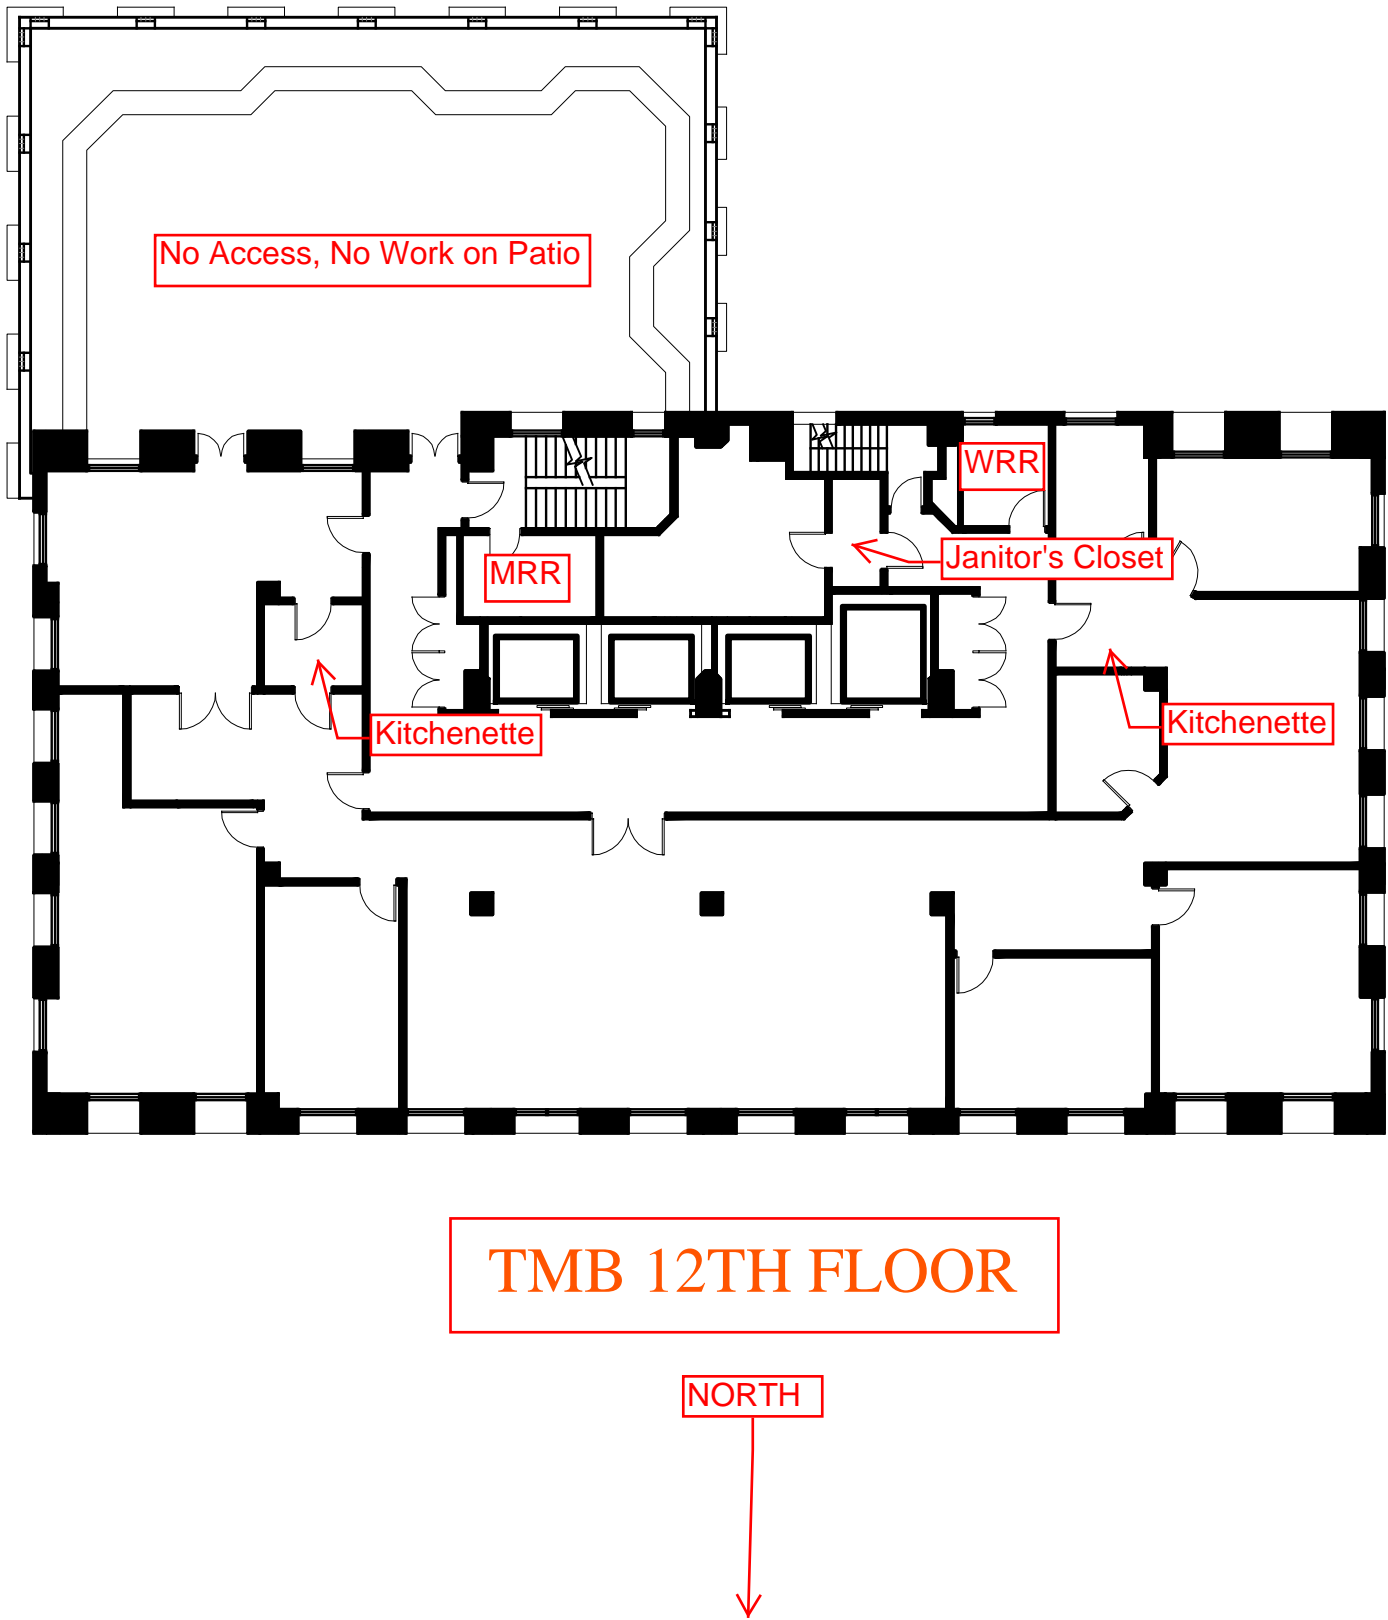 No Access, No Work on Patio
WRR
Janitor's Closet
MRR
Kitchenette
Kitchenette
TMB 12TH FLOOR
NORTH